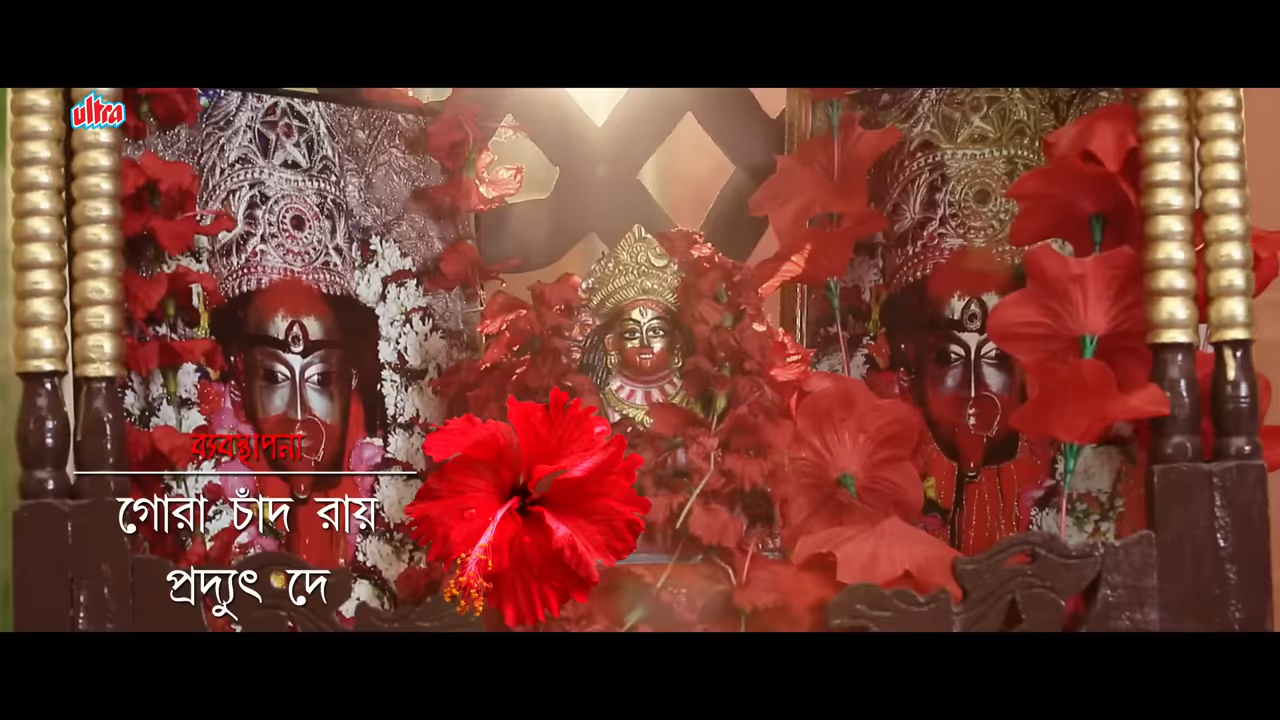 ultra
ব্যবস্থাপনা
গোরা চাঁদ রায়
প্রদ্যুৎ দে